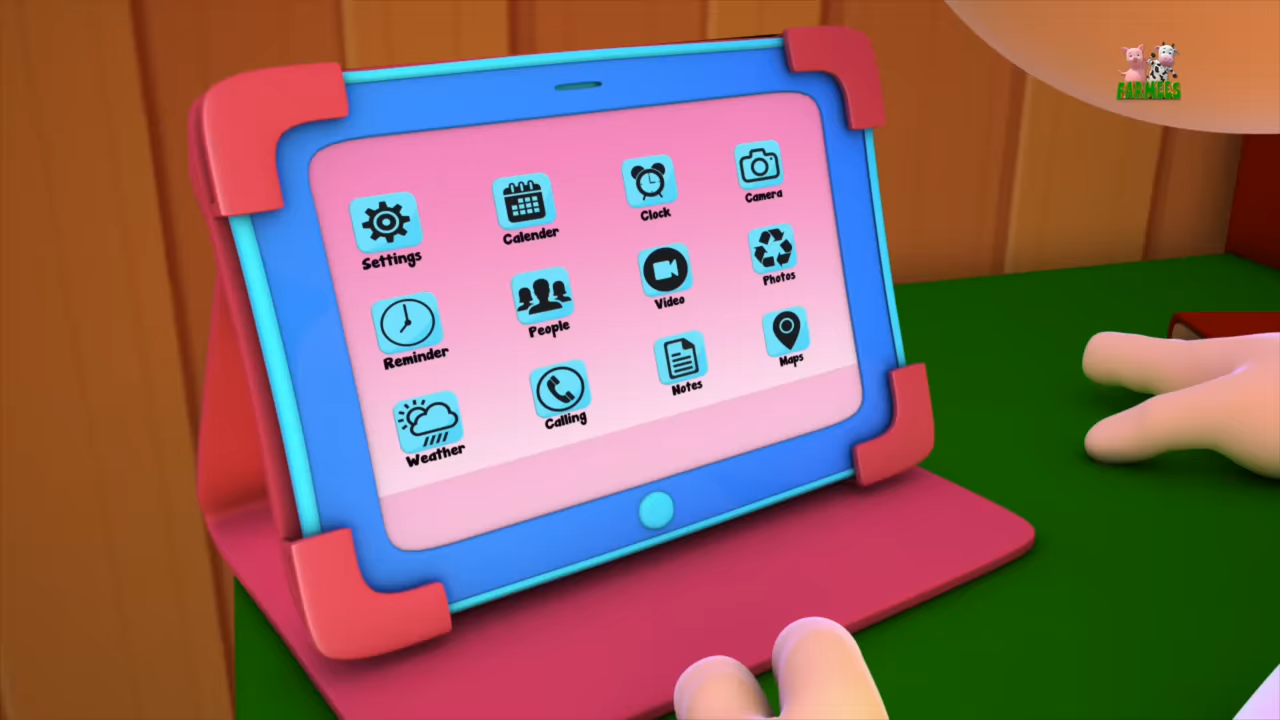 Settings
Calender
Clock
Camera
Reminder
People
Video
Photos
Weather
Calling
Notes
Maps
FARMEES